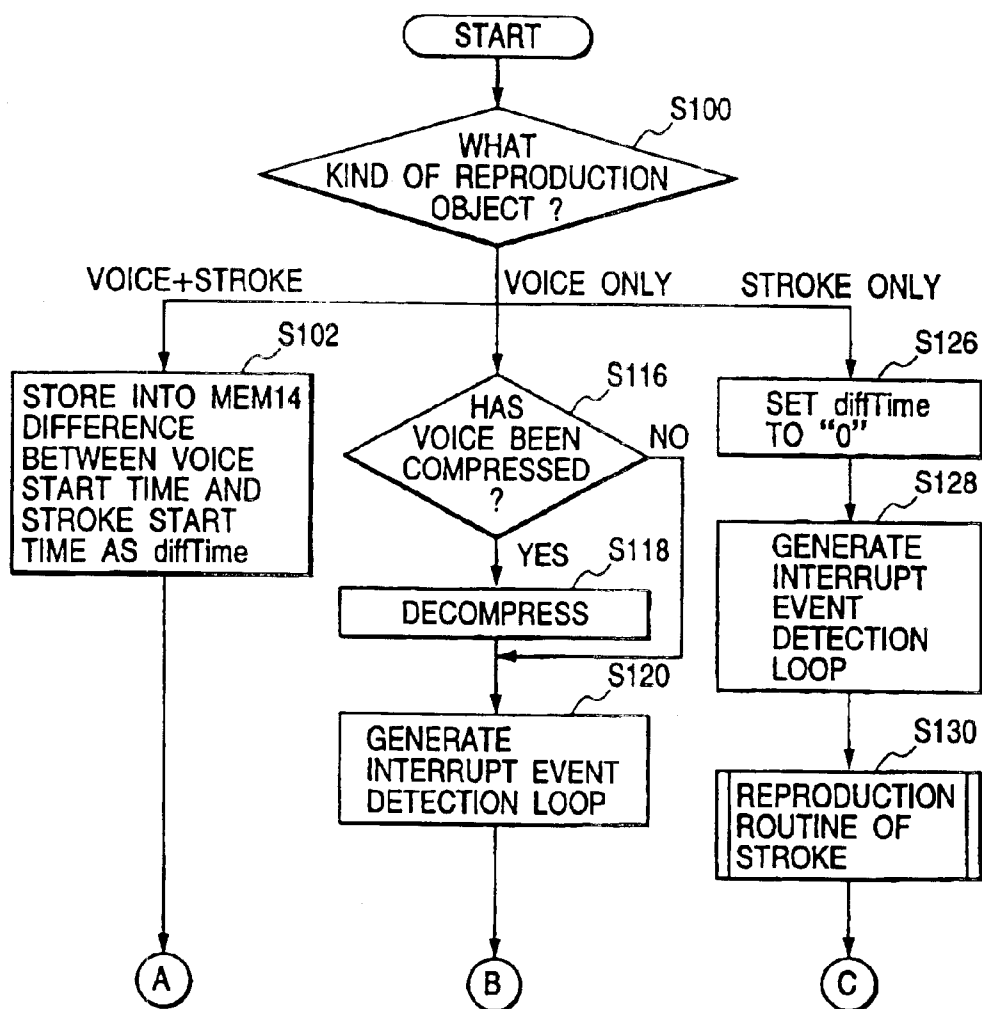 START
S100
WHAT
KIND OF REPRODUCTION
OBJECT ?
VOICE+STROKE
VOICE ONLY
STROKE ONLY
S102
STORE INTO MEM14
DIFFERENCE
BETWEEN VOICE
START TIME AND
STROKE START
TIME AS diffTime
S116
HAS
VOICE BEEN
COMPRESSED
?
NO
YES
S118
DECOMPRESS
S120
GENERATE
INTERRUPT EVENT
DETECTION LOOP
S126
SET diffTime
TO “0”
S128
GENERATE
INTERRUPT
EVENT
DETECTION
LOOP
S130
REPRODUCTION
ROUTINE OF
STROKE
A
B
C